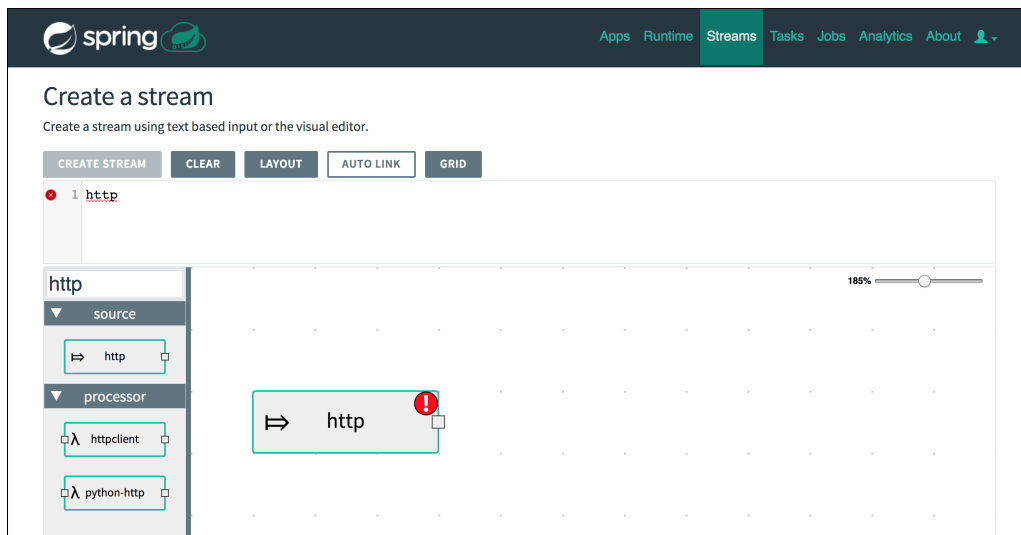 spring
Apps Runtime Streams Tasks Jobs Analytics About
Create a stream
Create a stream using text based input or the visual editor.
CREATE STREAM CLEAR LAYOUT AUTO LINK GRID
1 http
http
185%
source
http
processor
httpclient
python-http
http